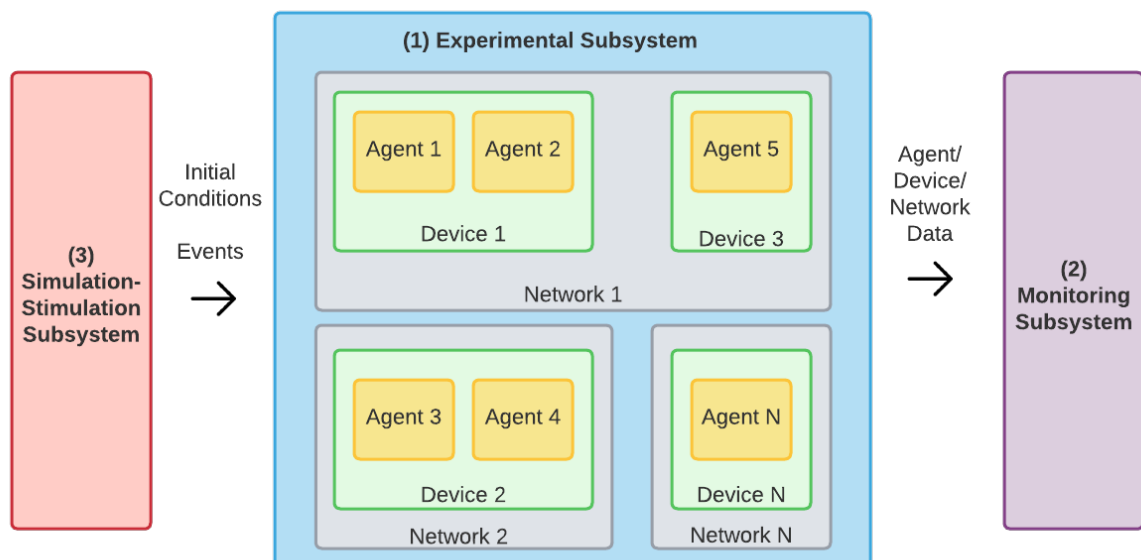 (1) Experimental Subsystem
(3)
Simulation-
Stimulation
Subsystem
Initial
Conditions
Events
Agent 1
Agent 2
Device 1
Agent 5
Device 3
Network 1
Agent 3
Agent 4
Device 2
Network 2
Agent N
Device N
Network N
Agent/
Device/
Network
Data
(2)
Monitoring
Subsystem